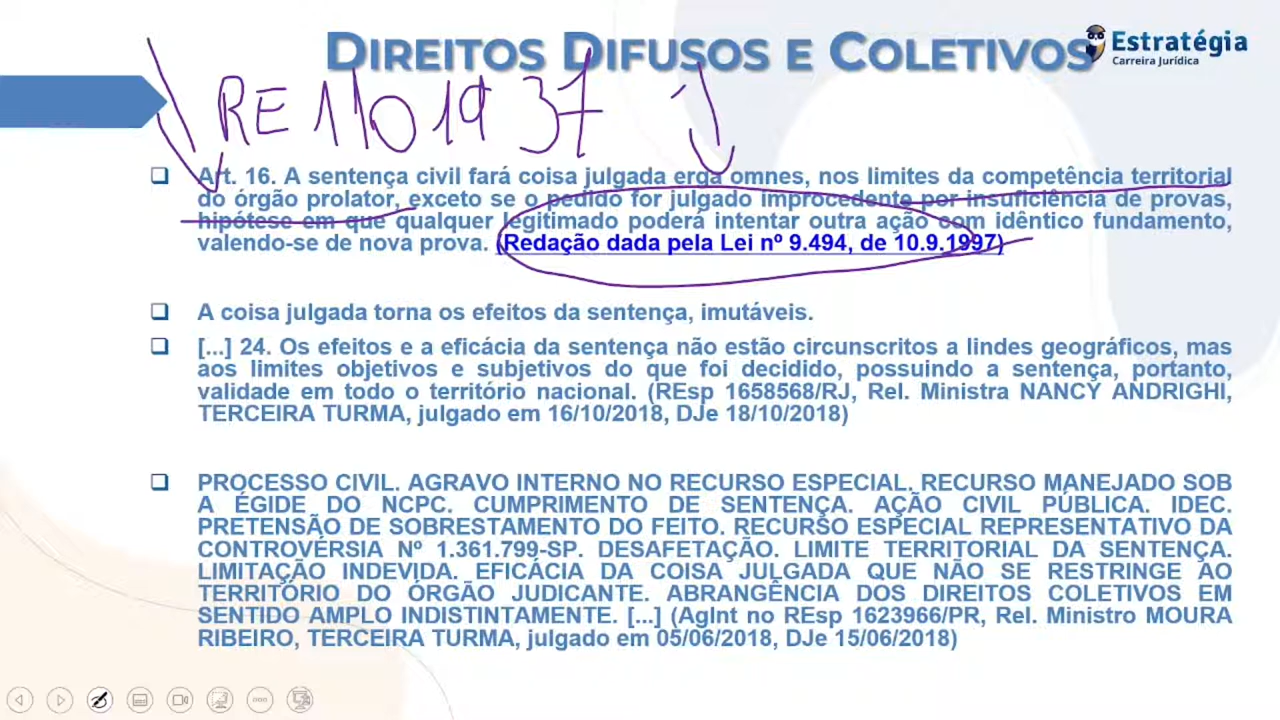 DIREITOS DIFUSOS E COLETIVOS
Estratégia
Carreira Jurídica
RE 1101937
Art. 16. A sentença civil fará coisa julgada erga omnes, nos limites da competência territorial
do órgão prolator, exceto se o pedido for julgado improcedente por insuficiência de provas,
hipótese em que qualquer legitimado poderá intentar outra ação com idêntico fundamento,
valendo-se de nova prova. (Redação dada pela Lei nº 9.494, de 10.9.1997)
A coisa julgada torna os efeitos da sentença, imutáveis.
[...] 24. Os efeitos e a eficácia da sentença não estão circunscritos a lindes geográficos, mas
aos limites objetivos e subjetivos do que foi decidido, possuindo a sentença, portanto,
validade em todo o território nacional. (REsp 1658568/RJ, Rel. Ministra NANCY ANDRIGHI,
TERCEIRA TURMA, julgado em 16/10/2018, DJe 18/10/2018)
PROCESSO CIVIL. AGRAVO INTERNO NO RECURSO ESPECIAL. RECURSO MANEJADO SOB
A ÉGIDE DO NCPC. CUMPRIMENTO DE SENTENÇA. AÇÃO CIVIL PÚBLICA. IDEC.
PRETENSÃO DE SOBRESTAMENTO DO FEITO. RECURSO ESPECIAL REPRESENTATIVO DA
CONTROVÉRSIA Nº 1.361.799-SP. DESAFETAÇÃO. LIMITE TERRITORIAL DA SENTENÇA.
LIMITAÇÃO INDEVIDA. EFICÁCIA DA COISA JULGADA QUE NÃO SE RESTRINGE AO
TERRITÓRIO DO ÓRGÃO JUDICANTE. ABRANGÊNCIA DOS DIREITOS COLETIVOS EM
SENTIDO AMPLO INDISTINTAMENTE. [...] (AgInt no REsp 1623966/PR, Rel. Ministro MOURA
RIBEIRO, TERCEIRA TURMA, julgado em 05/06/2018, DJe 15/06/2018)